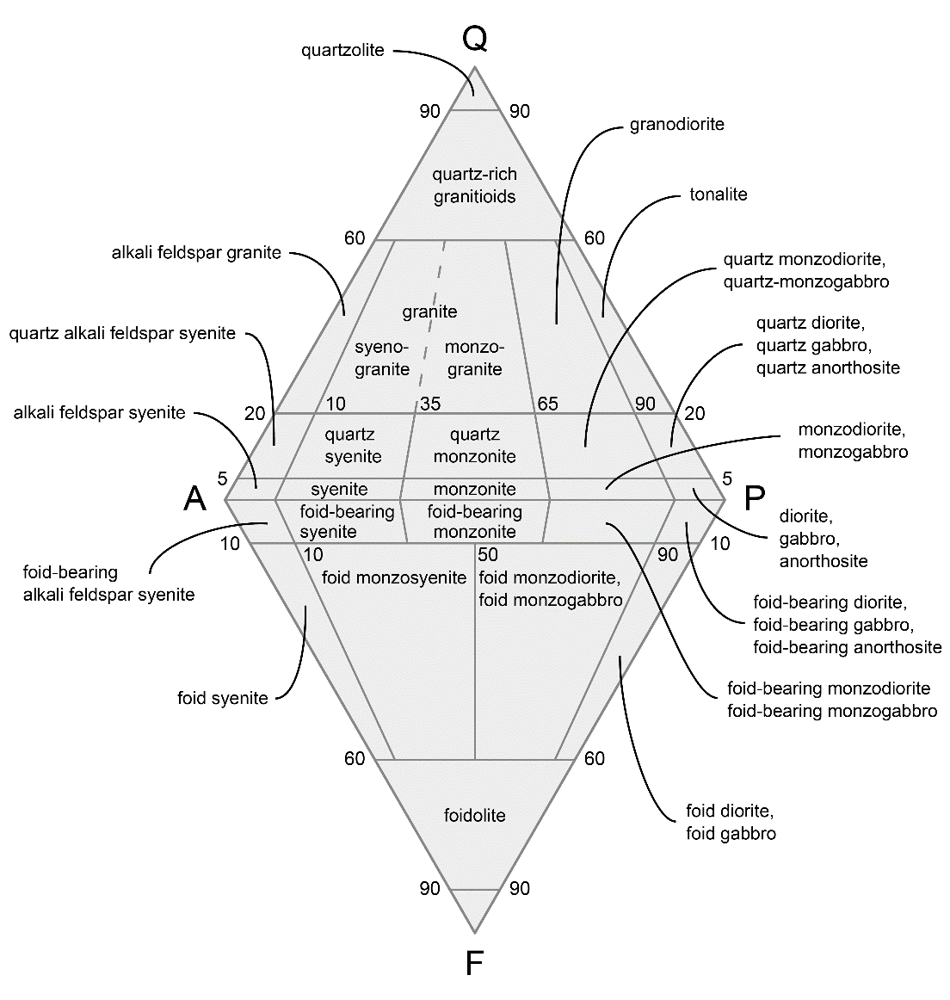 Q
quartzolite
90
90
granodiorite
quartz-rich
granitioids
tonalite
60
60
alkali feldspar granite
quartz monzodiorite,
quartz-monzogabbro
granite
quartz alkali feldspar syenite
quartz diorite,
quartz gabbro,
quartz anorthosite
syeno-
granite
monzo-
granite
10
35
65
90
20
20
alkali feldspar syenite
quartz
syenite
quartz
monzonite
monzodiorite,
monzogabbro
5
5
A
P
syenite
monzonite
foid-bearing
syenite
foid-bearing
monzonite
diorite,
gabbro,
anorthosite
10
10
10
50
90
foid-bearing
alkali feldspar syenite
foid monzosyenite
foid monzodiorite,
foid monzogabbro
foid-bearing diorite,
foid-bearing gabbro,
foid-bearing anorthosite
foid syenite
foid-bearing monzodiorite
foid-bearing monzogabbro
60
60
foidolite
foid diorite,
foid gabbro
90
90
F